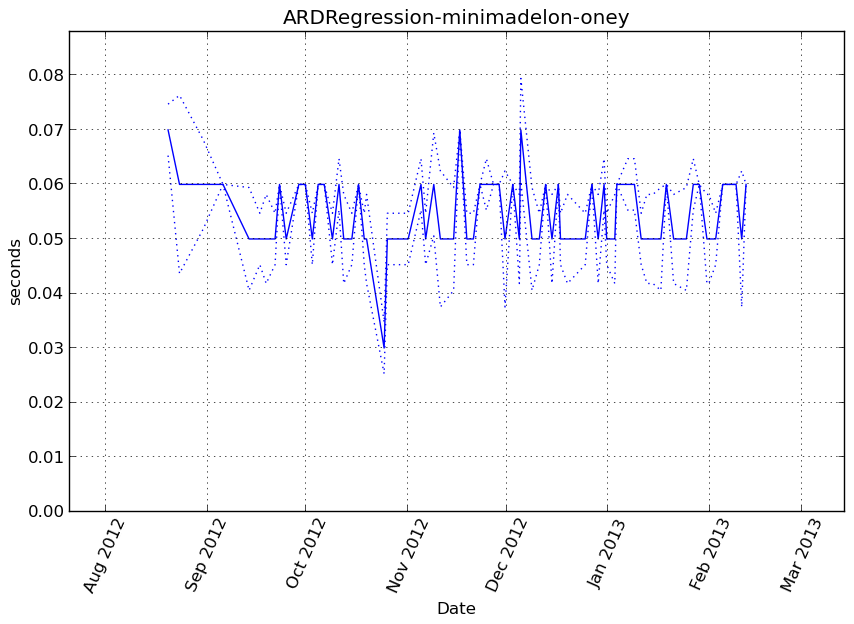 ARDRegression-minimadelon-oney
0.08
0.07
0.06
0.05
0.04
0.03
0.02
0.01
0.00
seconds
Aug 2012
Sep 2012
Oct 2012
Nov 2012
Dec 2012
Jan 2013
Feb 2013
Mar 2013
Date